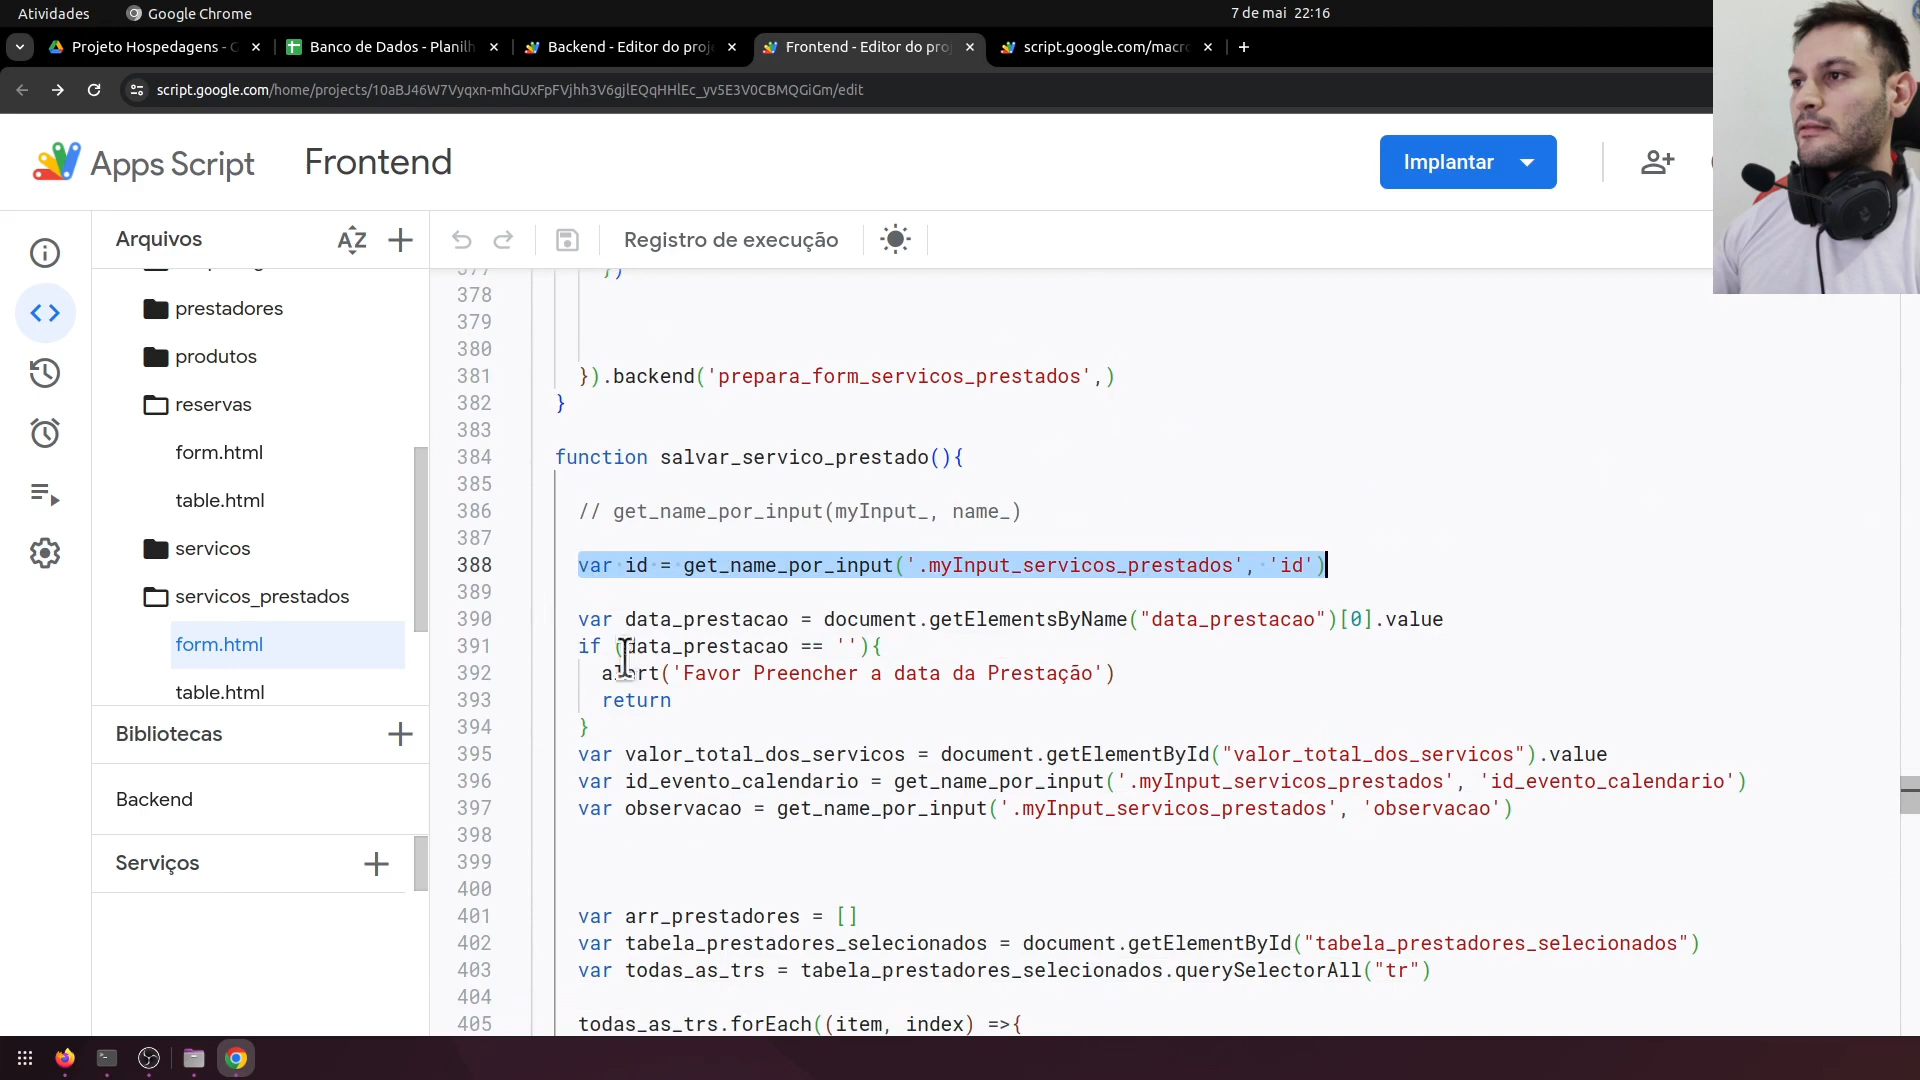 Atividades
Google Chrome
7 de mai 22:16
Projeto Hospedagens - C
Banco de Dados - Planilh
Backend - Editor do proje
Frontend - Editor do proj
script.google.com/macro
script.google.com/home/projects/10aBJ46W7Vyqxn-mhGUxFpFVjhh3V6gjlEQqHHlEc_yv5E3V0CBMQGiGm/edit
Apps Script
Frontend
Implantar
Arquivos
AZ
Registro de execução
prestadores
produtos
reservas
form.html
table.html
servicos
servicos_prestados
form.html
table.html
Bibliotecas
Backend
Serviços
377 })
378
379
380
381 }).backend('prepara_form_servicos_prestados',)
382 }
383
384 function salvar_servico_prestado(){
385
386 // get_name_por_input(myInput_, name_)
387
388 var id = get_name_por_input('.myInput_servicos_prestados', 'id')
389
390 var data_prestacao = document.getElementsByName("data_prestacao")[0].value
391 if (data_prestacao == ''){
392 alert('Favor Preencher a data da Prestação')
393 return
394 }
395 var valor_total_dos_servicos = document.getElementById("valor_total_dos_servicos").value
396 var id_evento_calendario = get_name_por_input('.myInput_servicos_prestados', 'id_evento_calendario')
397 var observacao = get_name_por_input('.myInput_servicos_prestados', 'observacao')
398
399
400
401 var arr_prestadores = []
402 var tabela_prestadores_selecionados = document.getElementById("tabela_prestadores_selecionados")
403 var todas_as_trs = tabela_prestadores_selecionados.querySelectorAll("tr")
404
405 todas_as_trs.forEach((item, index) =>{